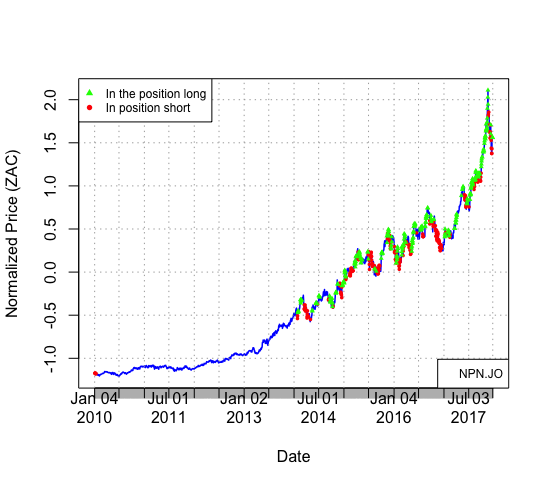 In the position long
In position short
Normalized Price (ZAC)
2.0
1.5
1.0
0.5
0.0
-0.5
-1.0
NPN.JO
Jan 04 Jul 01 Jan 02 Jul 01 Jan 04 Jul 03
2010 2011 2013 2014 2016 2017
Date